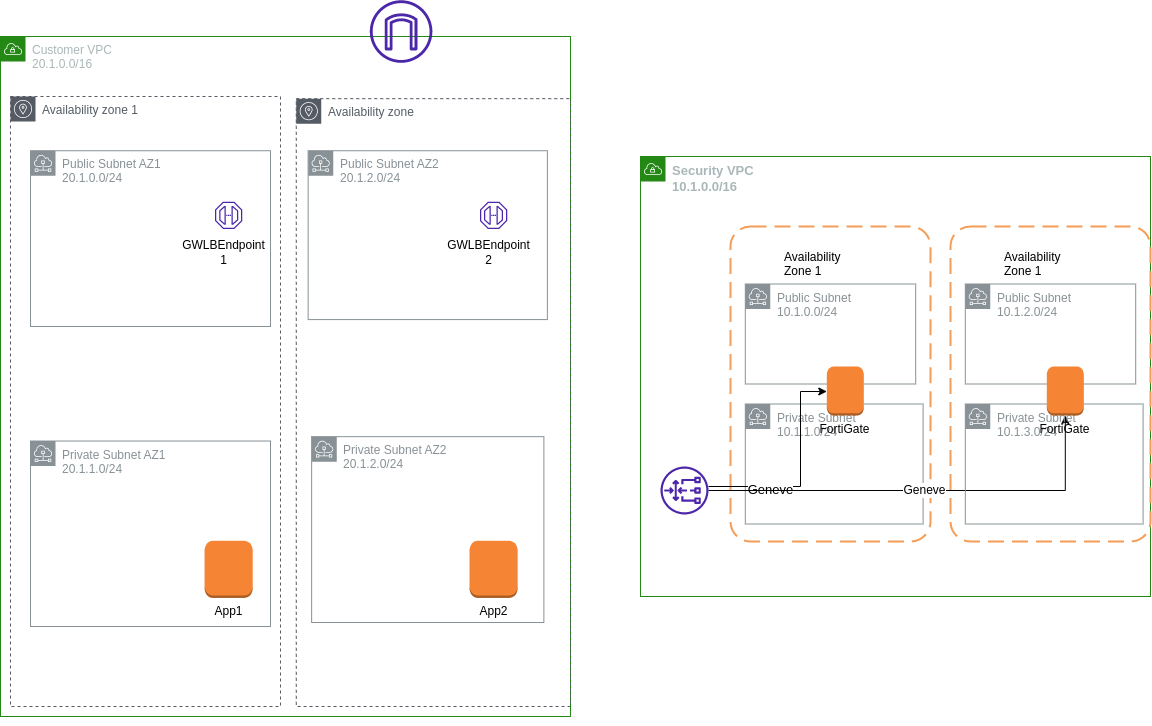 Customer VPC
20.1.0.0/16
Availability zone 1
Availability zone
Public Subnet AZ1
20.1.0.0/24
Public Subnet AZ2
20.1.2.0/24
GWLBEndpoint
1
GWLBEndpoint
2
Private Subnet AZ1
20.1.1.0/24
Private Subnet AZ2
20.1.2.0/24
App1
App2
Security VPC
10.1.0.0/16
Availability
Zone 1
Availability
Zone 1
Public Subnet
10.1.0.0/24
Public Subnet
10.1.2.0/24
Private Subnet
10.1.1.0/24
FortiGate
Private Subnet
10.1.3.0/24
FortiGate
Geneve
Geneve